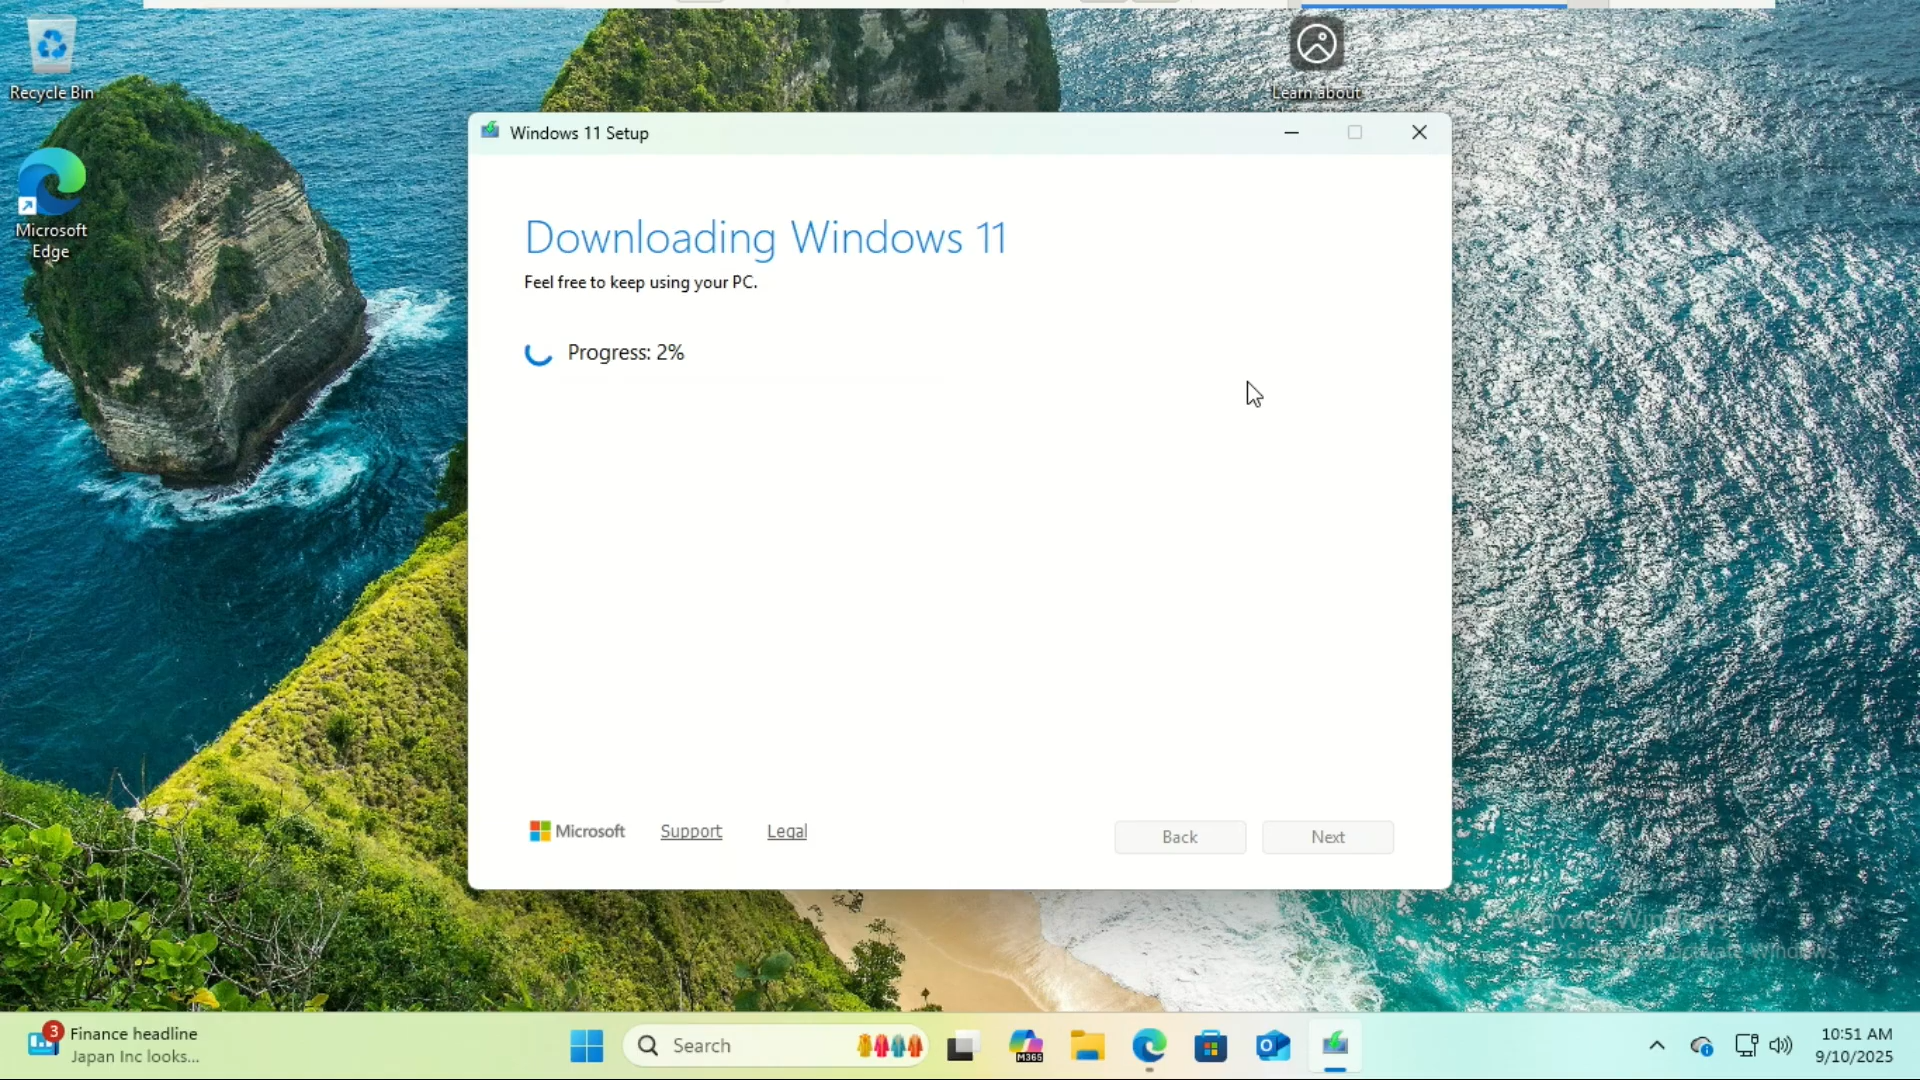 Recycle Bin
Learn about
Microsoft
Edge
Windows 11 Setup
Downloading Windows 11
Feel free to keep using your PC.
Progress: 2%
Microsoft
Support
Legal
Back
Next
3
Finance headline
Japan Inc looks...
Search
M365
10:51 AM
9/10/2025